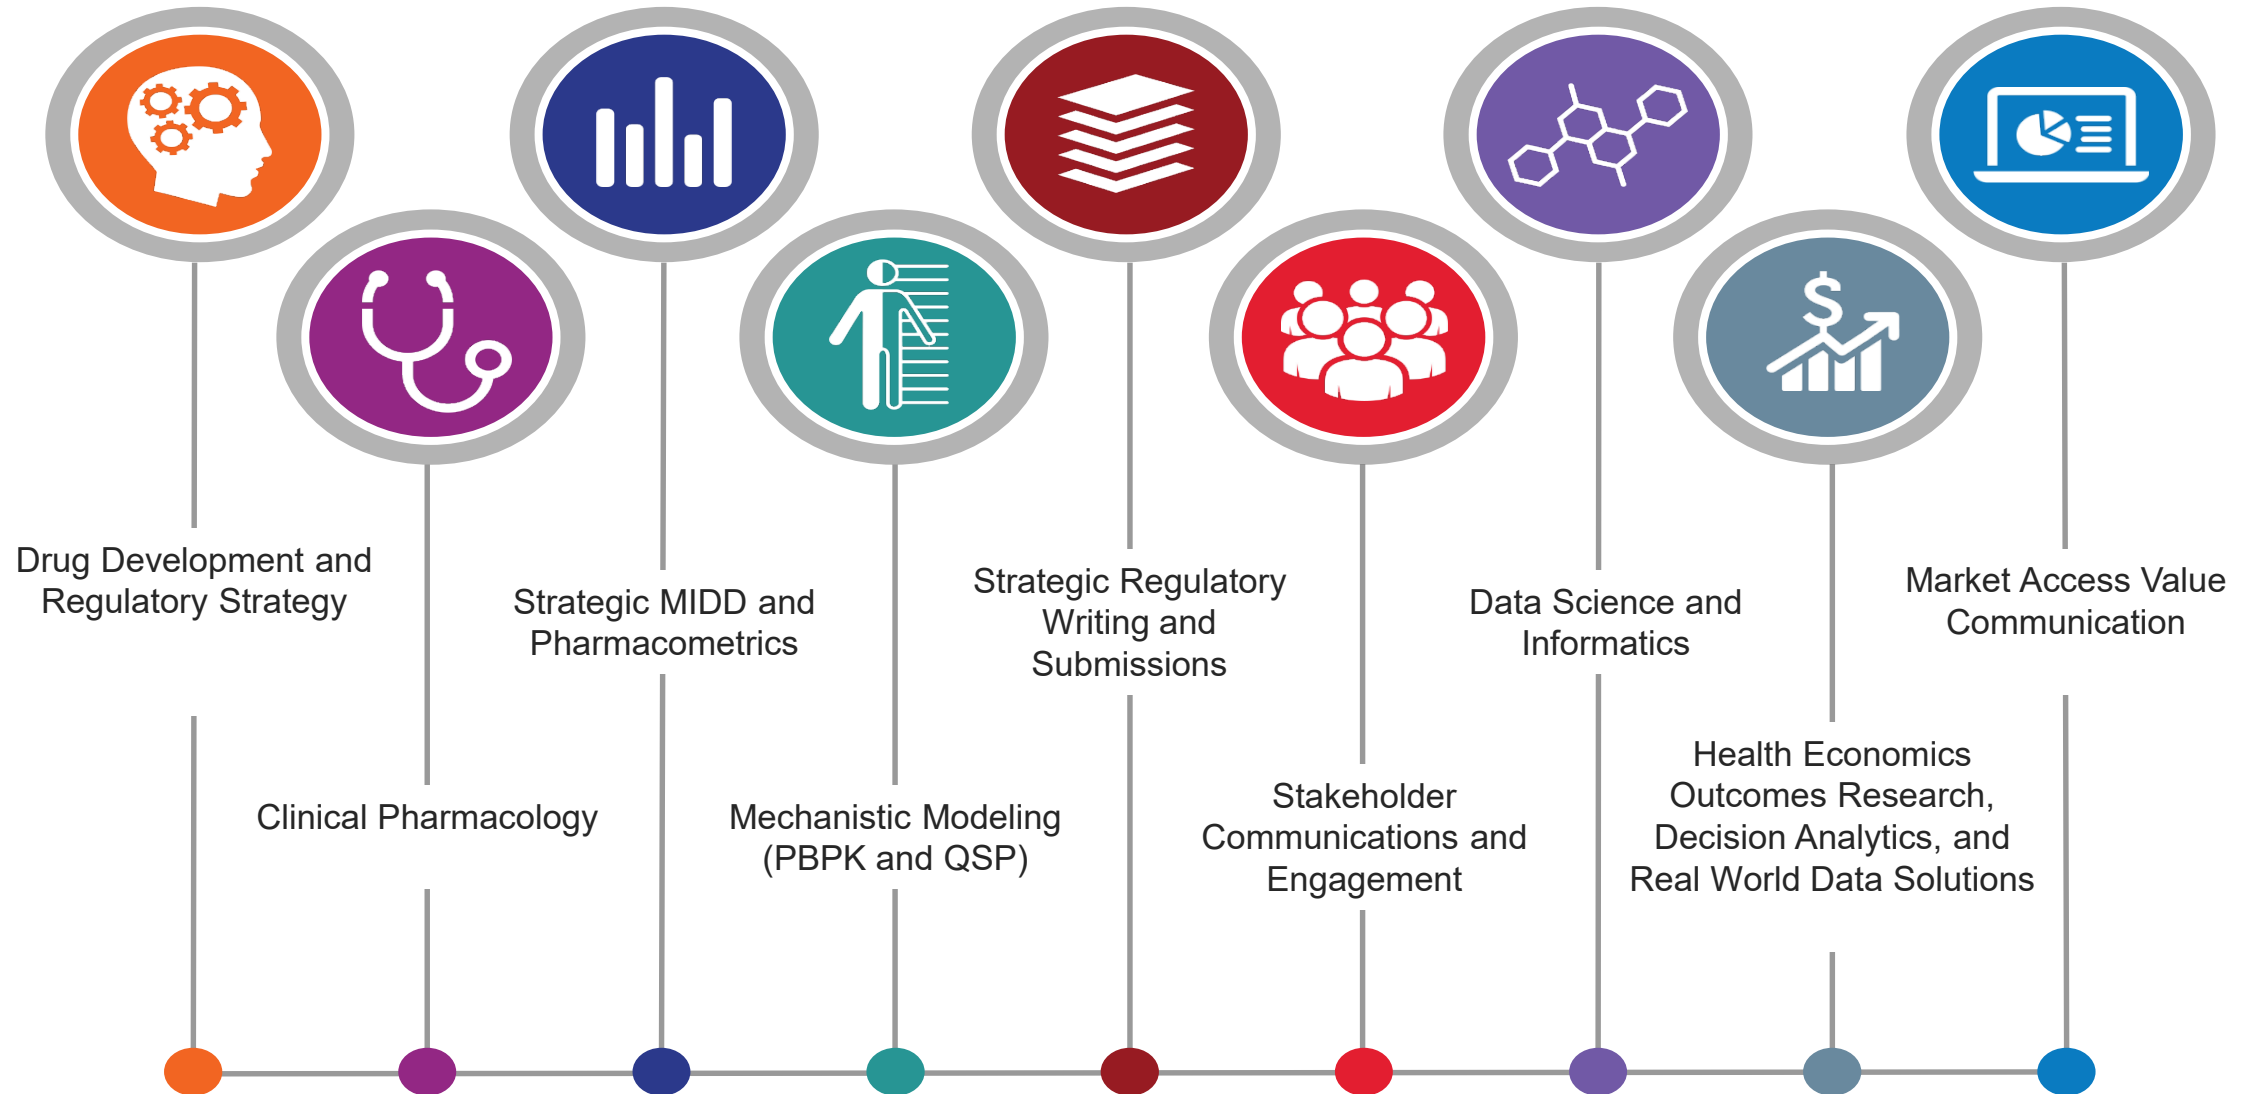 Drug Development and
Regulatory Strategy
Clinical Pharmacology
Strategic MIDD and
Pharmacometrics
Mechanistic Modeling
(PBPK and QSP)
Strategic Regulatory
Writing and
Submissions
Stakeholder
Communications and
Engagement
Data Science and
Informatics
Health Economics
Outcomes Research,
Decision Analytics, and
Real World Data Solutions
Market Access Value
Communication